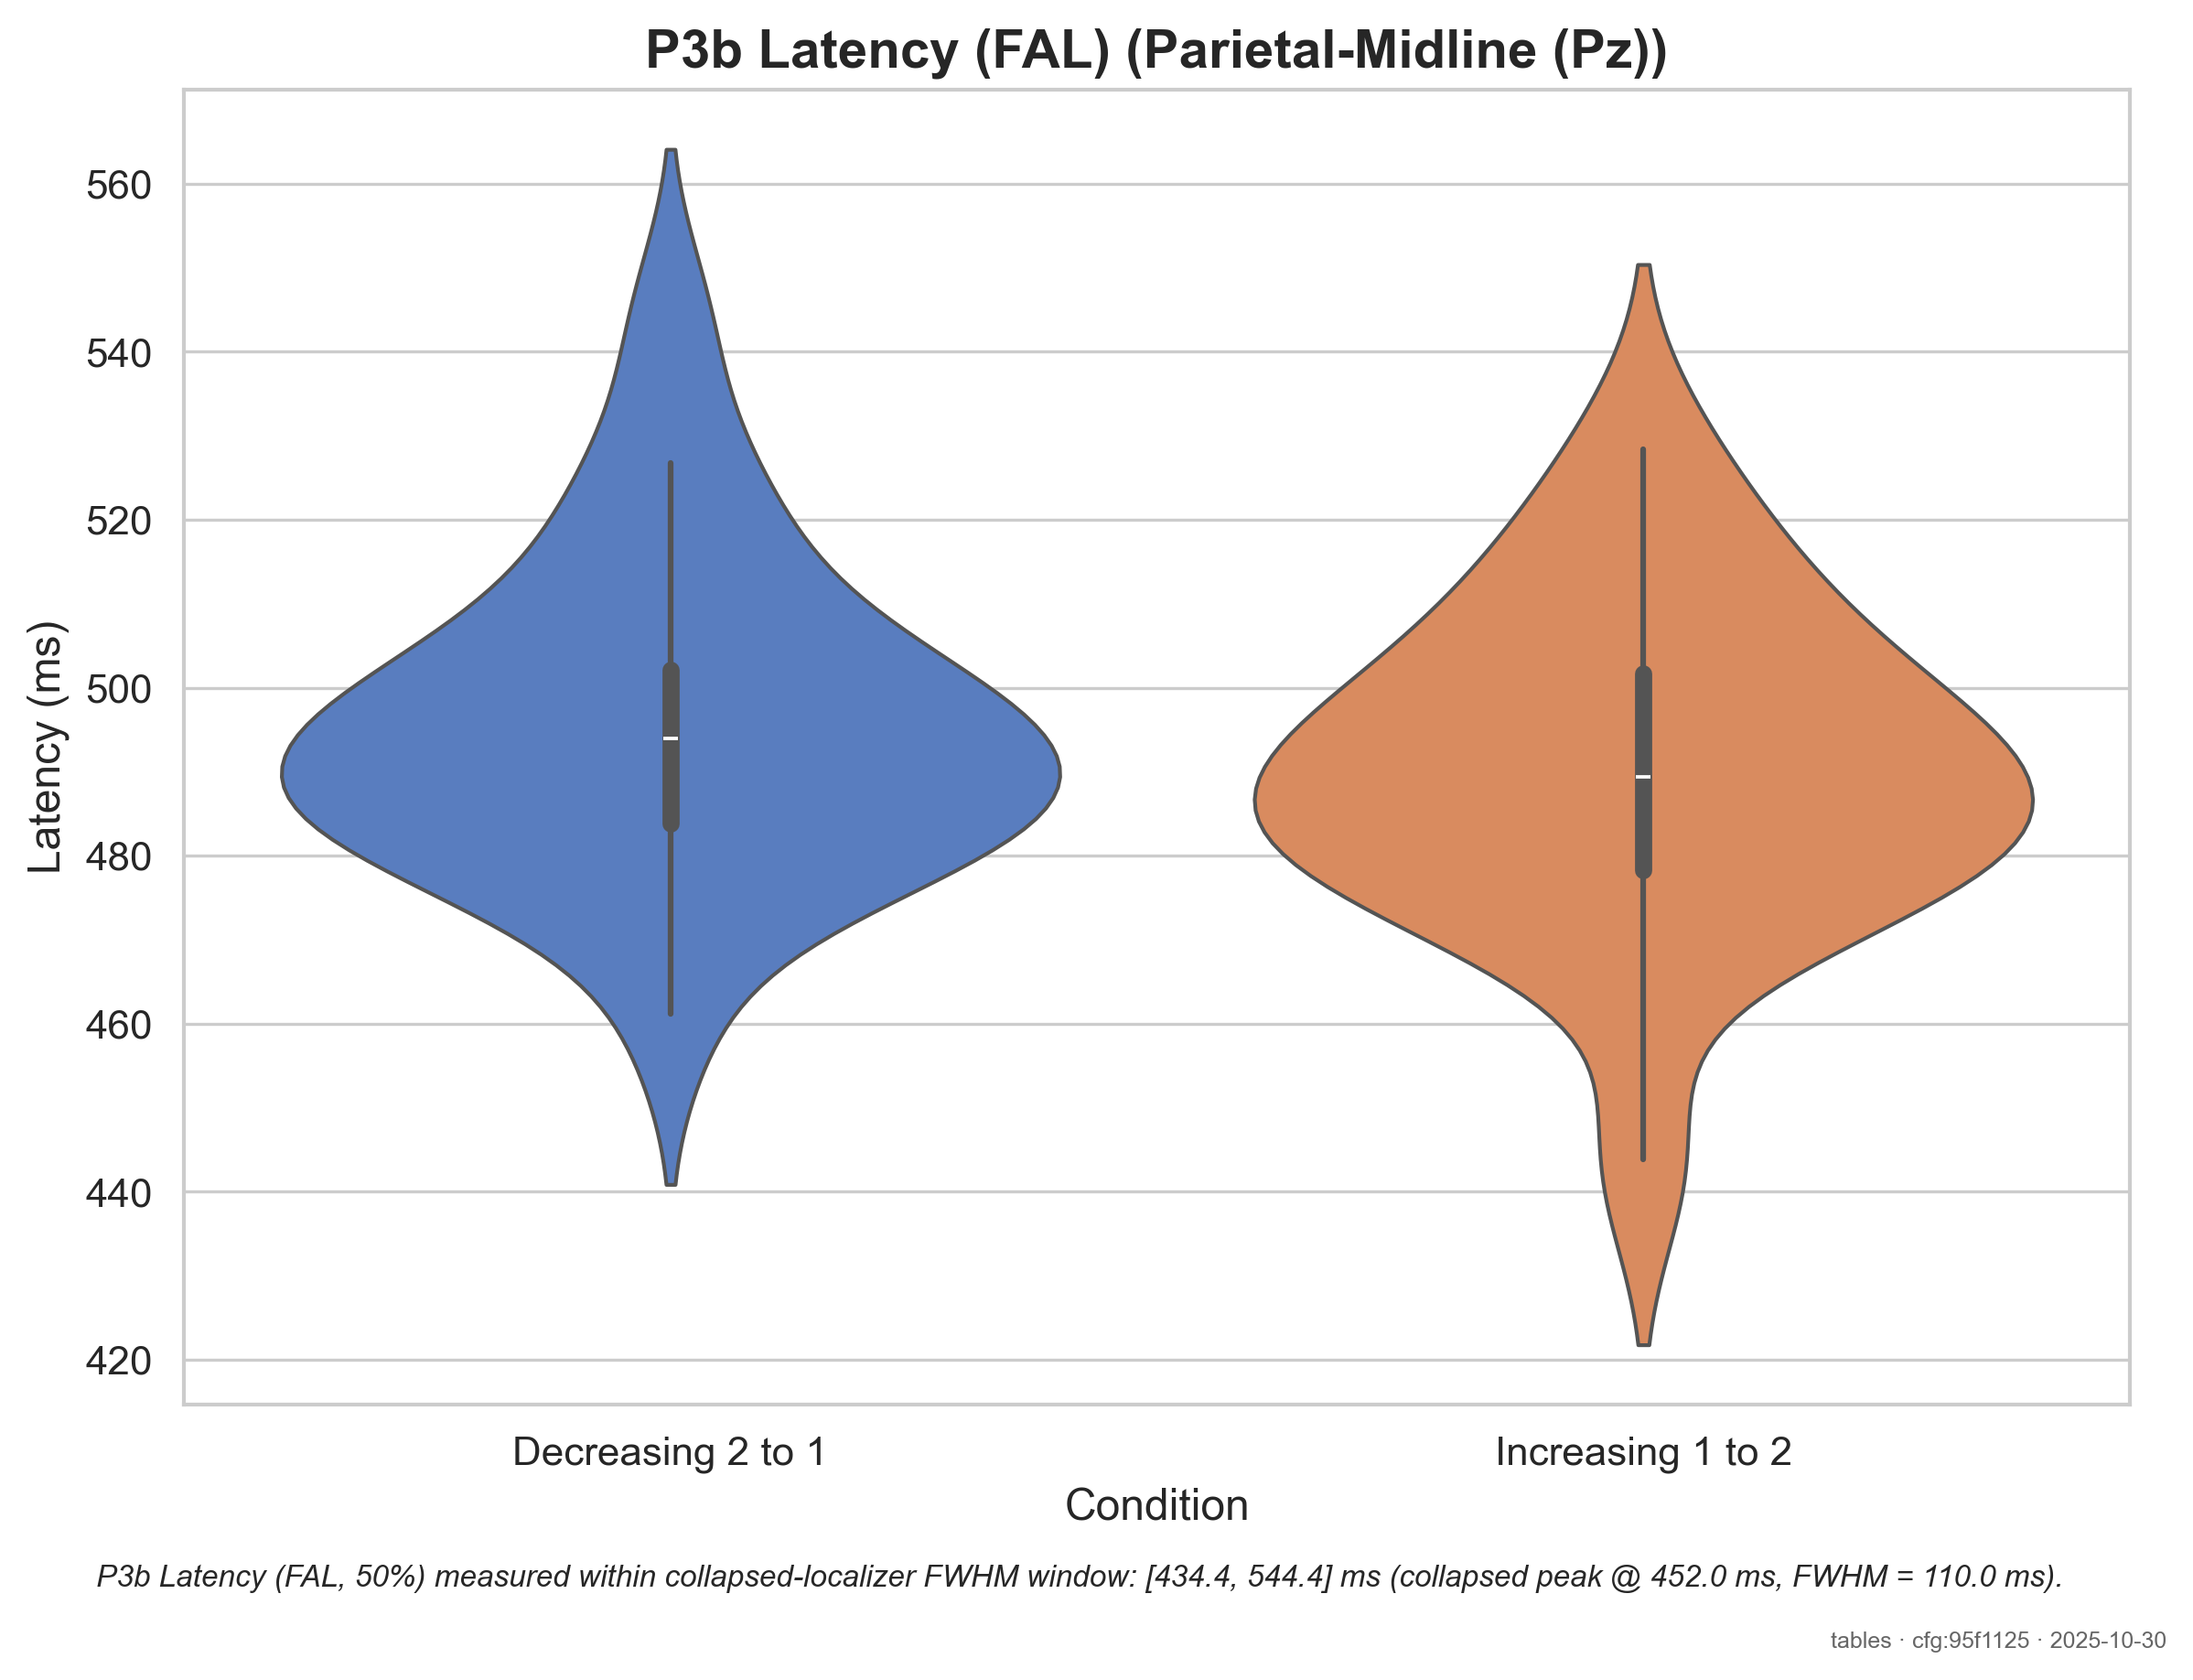 P3b Latency (FAL) (Parietal-Midline (Pz))
Latency (ms)
560
540
520
500
480
460
440
420
Decreasing 2 to 1
Increasing 1 to 2
Condition
P3b Latency (FAL, 50%) measured within collapsed-localizer FWHM window: [434.4, 544.4] ms (collapsed peak @ 452.0 ms, FWHM = 110.0 ms).
tables · cfg:95f1125 · 2025-10-30